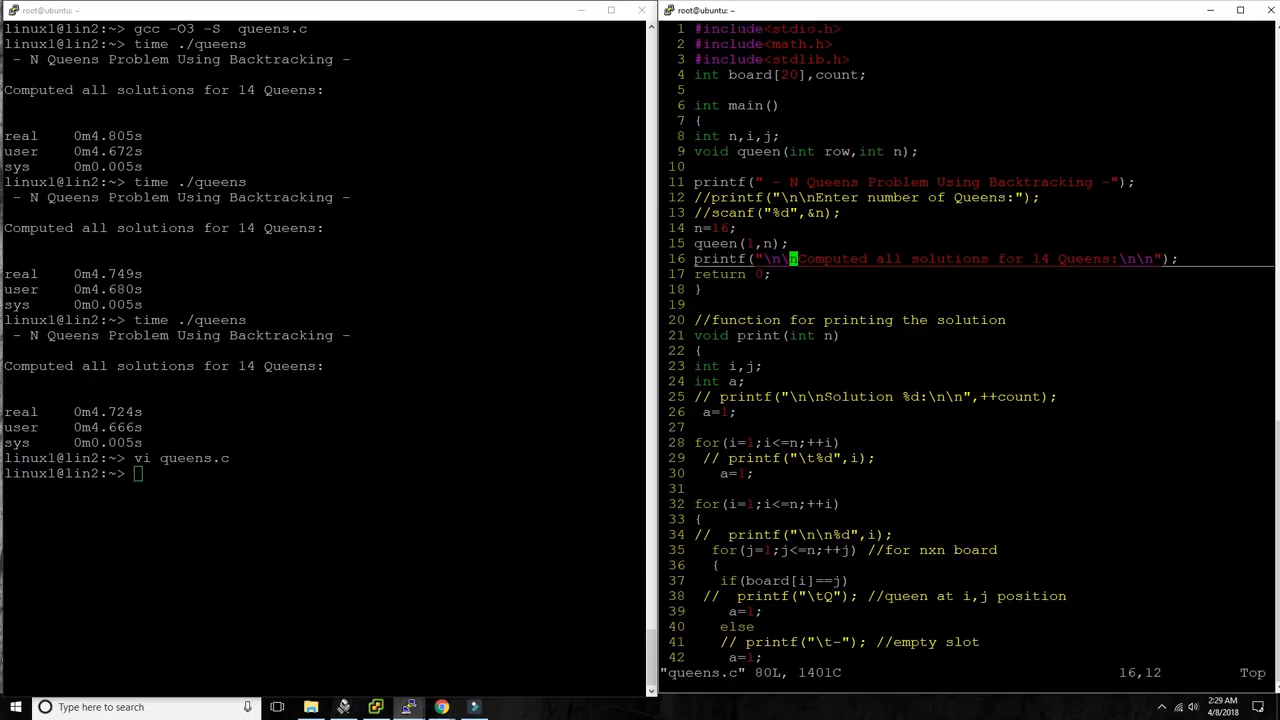 root@ubuntu: ~
linux1@lin2:~> gcc -O3 -S  queens.c
linux1@lin2:~> time ./queens
 - N Queens Problem Using Backtracking -
Computed all solutions for 14 Queens:
real    0m4.805s
user    0m4.672s
sys     0m0.005s
linux1@lin2:~> time ./queens
 - N Queens Problem Using Backtracking -
Computed all solutions for 14 Queens:
real    0m4.749s
user    0m4.680s
sys     0m0.005s
linux1@lin2:~> time ./queens
 - N Queens Problem Using Backtracking -
Computed all solutions for 14 Queens:
real    0m4.724s
user    0m4.666s
sys     0m0.005s
linux1@lin2:~> vi queens.c
linux1@lin2:~>
root@ubuntu: ~
1 #include<stdio.h>
2 #include<math.h>
3 #include<stdlib.h>
4 int board[20],count;
5
6 int main()
7 {
8 int n,i,j;
9 void queen(int row,int n);
10
11 printf(" - N Queens Problem Using Backtracking -");
12 //printf("\n\nEnter number of Queens:");
13 //scanf("%d",&n);
14 n=16;
15 queen(1,n);
16 printf("\n\nComputed all solutions for 14 Queens:\n\n");
17 return 0;
18 }
19
20 //function for printing the solution
21 void print(int n)
22 {
23 int i,j;
24 int a;
25 // printf("\n\nSolution %d:\n\n",++count);
26  a=1;
27
28 for(i=1;i<=n;++i)
29  // printf("\t%d",i);
30    a=1;
31
32 for(i=1;i<=n;++i)
33 {
34 //  printf("\n\n%d",i);
35   for(j=1;j<=n;++j) //for nxn board
36   {
37    if(board[i]==j)
38  //  printf("\tQ"); //queen at i,j position
39     a=1;
40    else
41    // printf("\t-"); //empty slot
42     a=1;
"queens.c" 80L, 1401C 16,12 Top
Type here to search
2:29 AM
4/8/2018